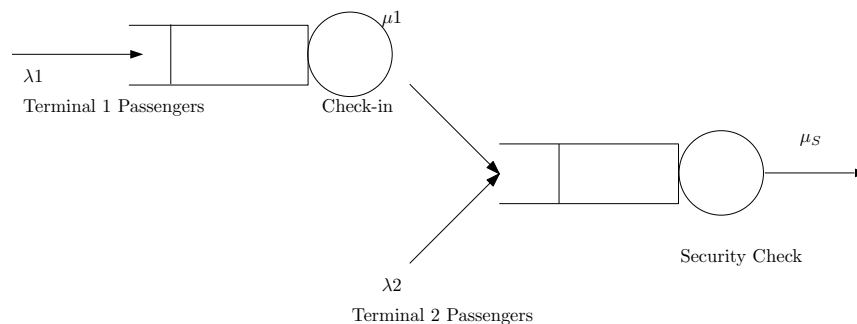 μ1
λ1
Terminal 1 Passengers
Check-in
μS
Security Check
λ2
Terminal 2 Passengers